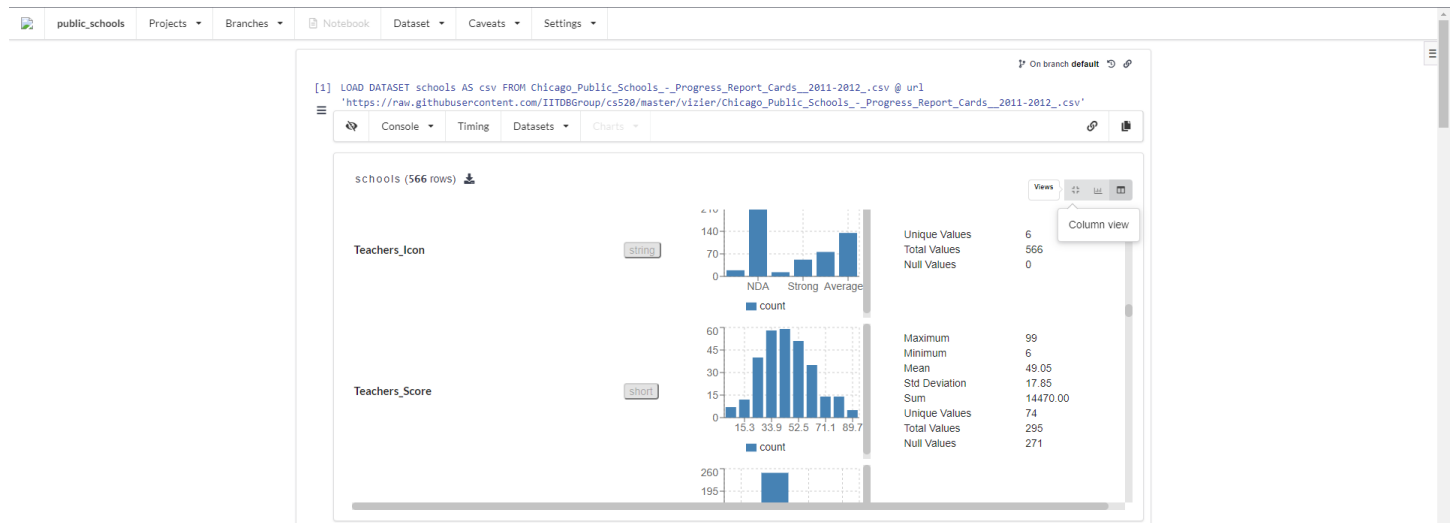 public_schools Projects Branches Notebook Dataset Caveats Settings
On branch default
[1] LOAD DATASET schools AS csv FROM Chicago_Public_Schools_-_Progress_Report_Cards__2011-2012_.csv @ url
'https://raw.githubusercontent.com/IITDBGroup/cs520/master/vizier/Chicago_Public_Schools_-_Progress_Report_Cards__2011-2012_.csv'
Console Timing Datasets Charts
schools (566 rows)
Views
Column view
Teachers_Icon
string
210
140
70
0
NDA Strong Average
count
Unique Values 6
Total Values 566
Null Values 0
Teachers_Score
short
60
45
30
15
0
15.3 33.9 52.5 71.1 89.7
count
Maximum 99
Minimum 6
Mean 49.05
Std Deviation 17.85
Sum 14470.00
Unique Values 74
Total Values 295
Null Values 271
260
195